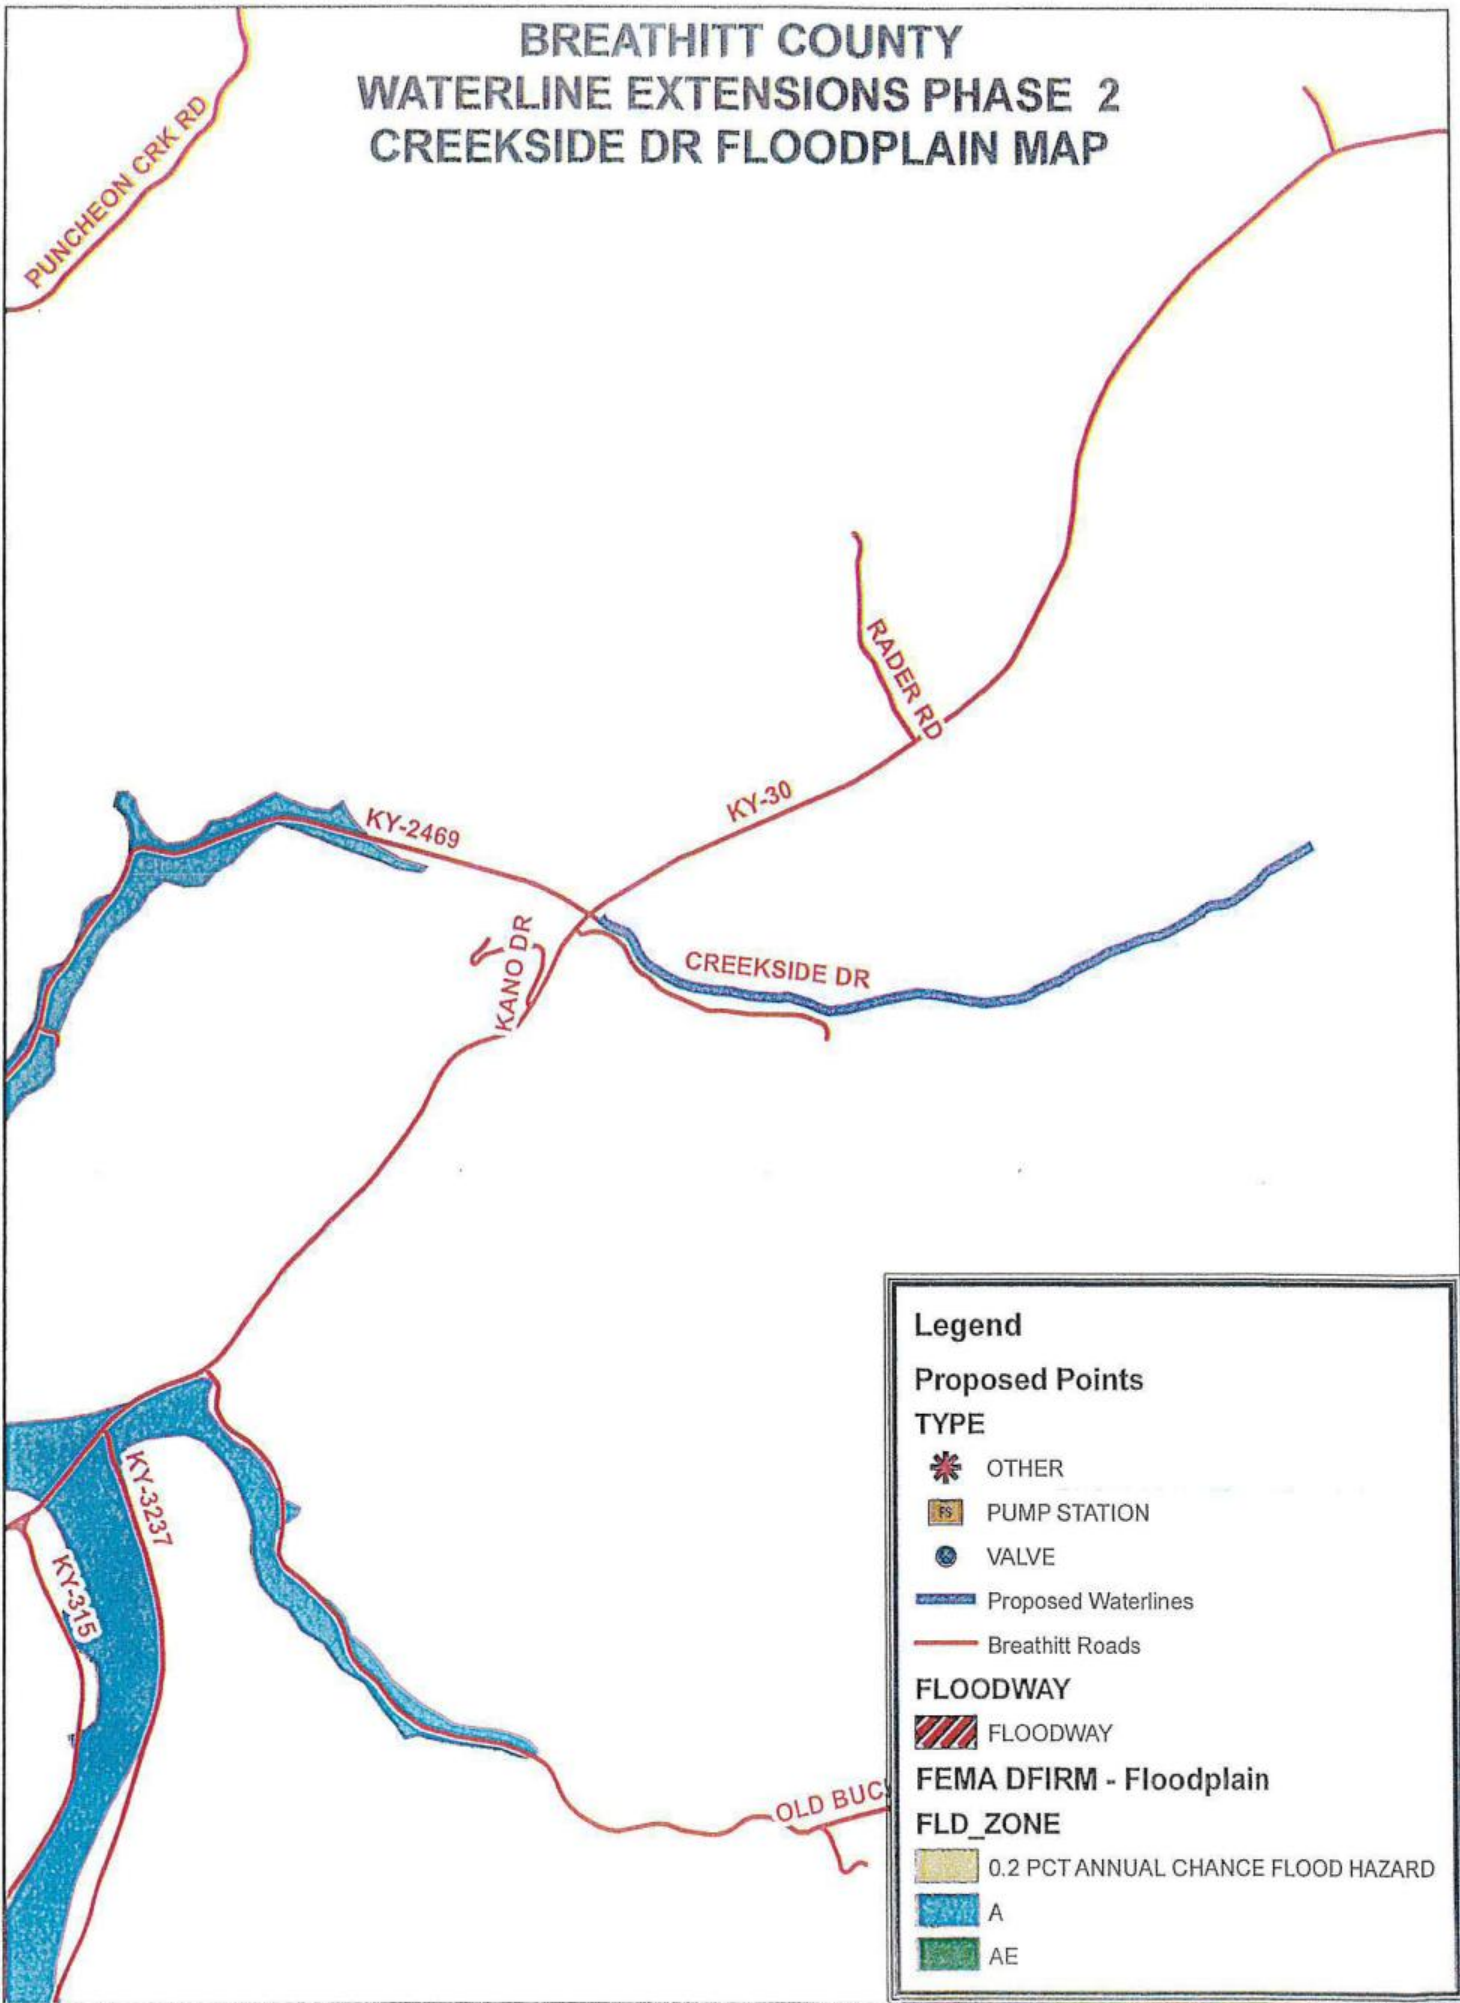 BREATHITT COUNTY
WATERLINE EXTENSIONS PHASE 2
CREEKSIDE DR FLOODPLAIN MAP
PUNCHEON CRK RD
RADER RD
KY-30
KY-2469
KANO DR
CREEKSIDE DR
KY-3237
KY-315
OLD BUC
Legend
Proposed Points
TYPE
OTHER
PUMP STATION
VALVE
Proposed Waterlines
Breathitt Roads
FLOODWAY
FLOODWAY
FEMA DFIRM - Floodplain
FLD_ZONE
0.2 PCT ANNUAL CHANCE FLOOD HAZARD
A
AE